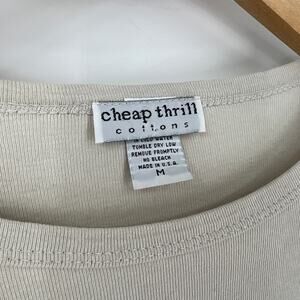 cheap thrill
cottons
IN COLD WATER
TUMBLE DRY LOW
REMOVE PROMPTLY
NO BLEACH
MADE IN U.S.A.
M